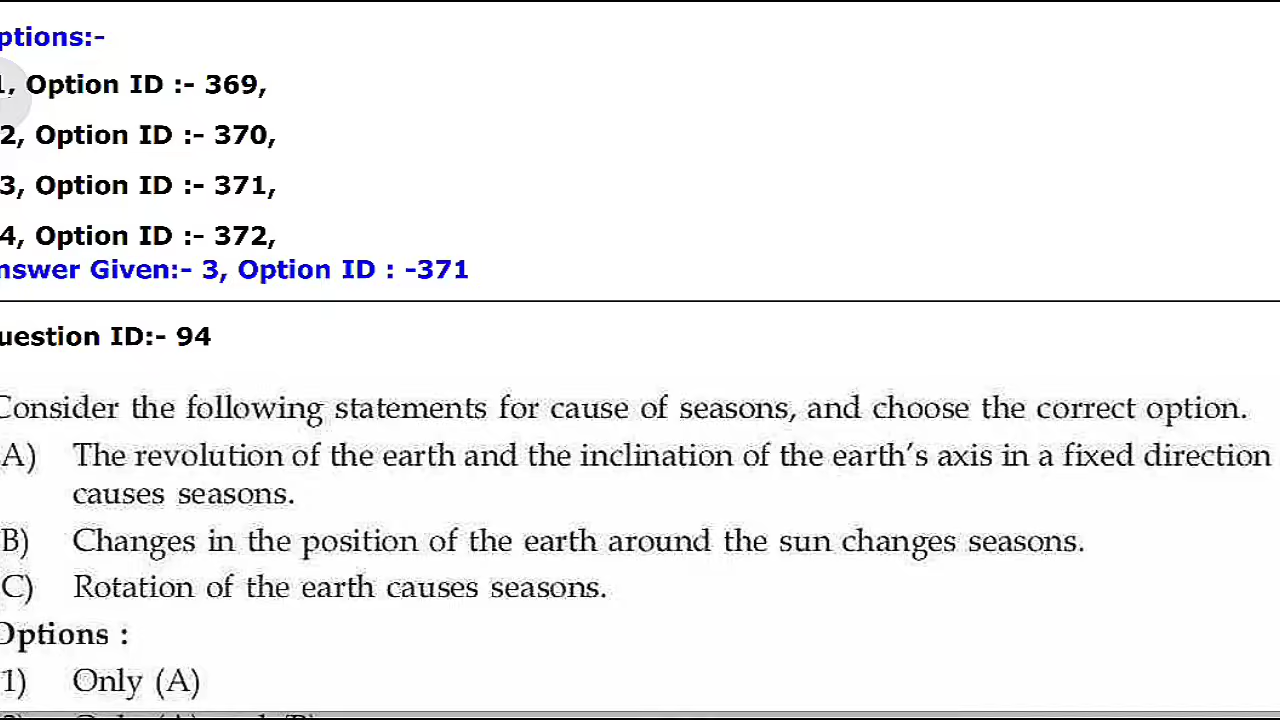 ptions:-
1, Option ID :- 369,
2, Option ID :- 370,
3, Option ID :- 371,
4, Option ID :- 372,
nswer Given:- 3, Option ID : -371
uestion ID:- 94
Consider the following statements for cause of seasons, and choose the correct option.
A) The revolution of the earth and the inclination of the earth's axis in a fixed direction
causes seasons.
B) Changes in the position of the earth around the sun changes seasons.
C) Rotation of the earth causes seasons.
Options :
1) Only (A)